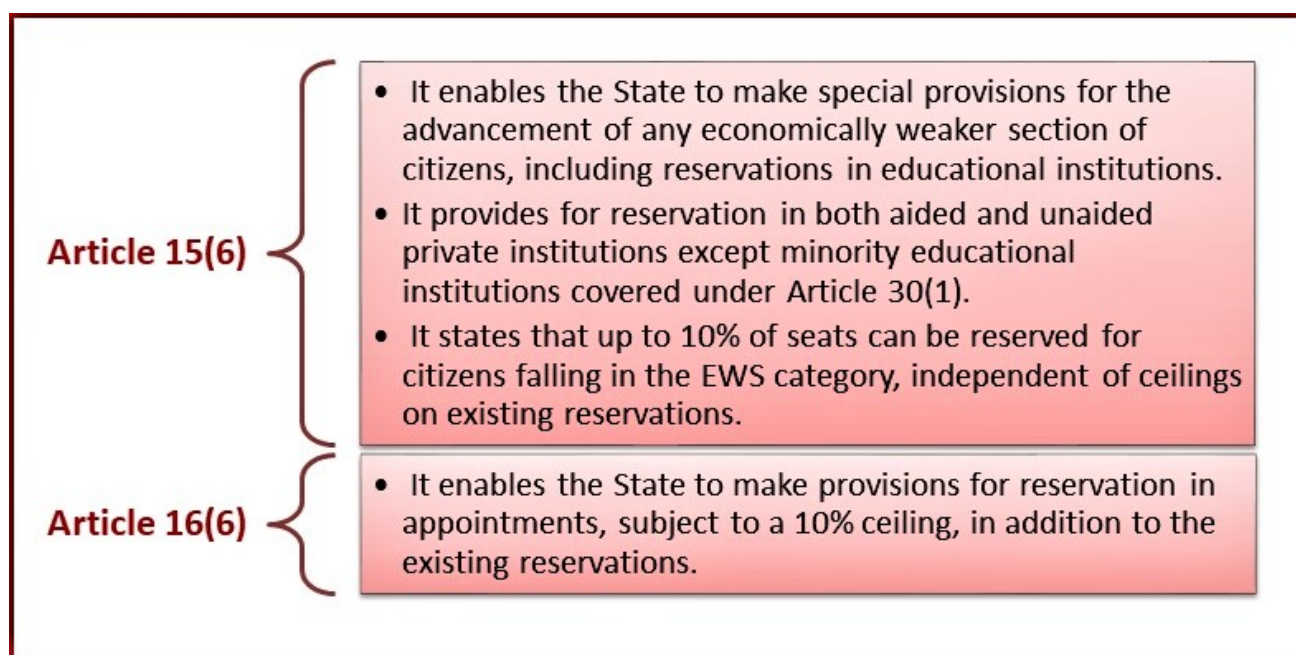 Article 15(6)
• It enables the State to make special provisions for the
advancement of any economically weaker section of
citizens, including reservations in educational institutions.
• It provides for reservation in both aided and unaided
private institutions except minority educational
institutions covered under Article 30(1).
• It states that up to 10% of seats can be reserved for
citizens falling in the EWS category, independent of ceilings
on existing reservations.
Article 16(6)
• It enables the State to make provisions for reservation in
appointments, subject to a 10% ceiling, in addition to the
existing reservations.